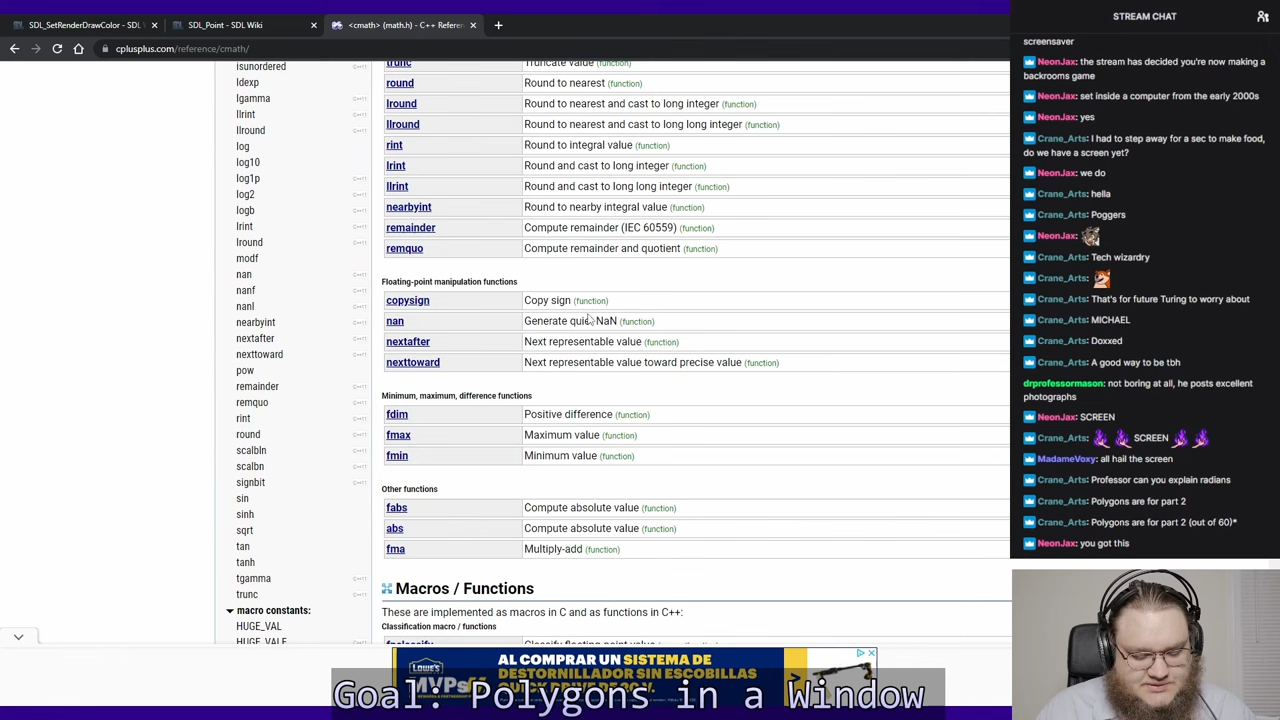 SDL_SetRenderDrawColor - SDL W
SDL_Point - SDL Wiki
<cmath> (math.h) - C++ Referen
cplusplus.com/reference/cmath/
isunordered
ldexp
lgamma
llrint
llround
log
log10
log1p
log2
logb
lrint
lround
modf
nan
nanf
nanl
nearbyint
nextafter
nexttoward
pow
remainder
remquo
rint
round
scalbln
scalbn
signbit
sin
sinh
sqrt
tan
tanh
tgamma
trunc
macro constants:
HUGE_VAL
HUGE_VALF
trunc Truncate value (function)
round Round to nearest (function)
lround Round to nearest and cast to long integer (function)
llround Round to nearest and cast to long long integer (function)
rint Round to integral value (function)
lrint Round and cast to long integer (function)
llrint Round and cast to long long integer (function)
nearbyint Round to nearby integral value (function)
remainder Compute remainder (IEC 60559) (function)
remquo Compute remainder and quotient (function)
Floating-point manipulation functions
copysign Copy sign (function)
nan Generate quiet NaN (function)
nextafter Next representable value (function)
nexttoward Next representable value toward precise value (function)
Minimum, maximum, difference functions
fdim Positive difference (function)
fmax Maximum value (function)
fmin Minimum value (function)
Other functions
fabs Compute absolute value (function)
abs Compute absolute value (function)
fma Multiply-add (function)
Macros / Functions
These are implemented as macros in C and as functions in C++:
Classification macro / functions
AL COMPRAR UN SISTEMA DE
DESTORNILLADOR SIN ESCOBILLAS
LOWE'S
MVPs
Goal: Polygons in a Window
STREAM CHAT
screensaver
NeonJax: the stream has decided you're now making a
backrooms game
NeonJax: set inside a computer from the early 2000s
NeonJax: yes
Crane_Arts: I had to step away for a sec to make food,
do we have a screen yet?
NeonJax: we do
Crane_Arts: hella
Crane_Arts: Poggers
NeonJax:
Crane_Arts: Tech wizardry
Crane_Arts:
Crane_Arts: That's for future Turing to worry about
Crane_Arts: MICHAEL
Crane_Arts: Doxxed
Crane_Arts: A good way to be tbh
drprofessormason: not boring at all, he posts excellent
photographs
NeonJax: SCREEN
Crane_Arts: SCREEN
MadameVoxy: all hail the screen
Crane_Arts: Professor can you explain radians
Crane_Arts: Polygons are for part 2
Crane_Arts: Polygons are for part 2 (out of 60)*
NeonJax: you got this